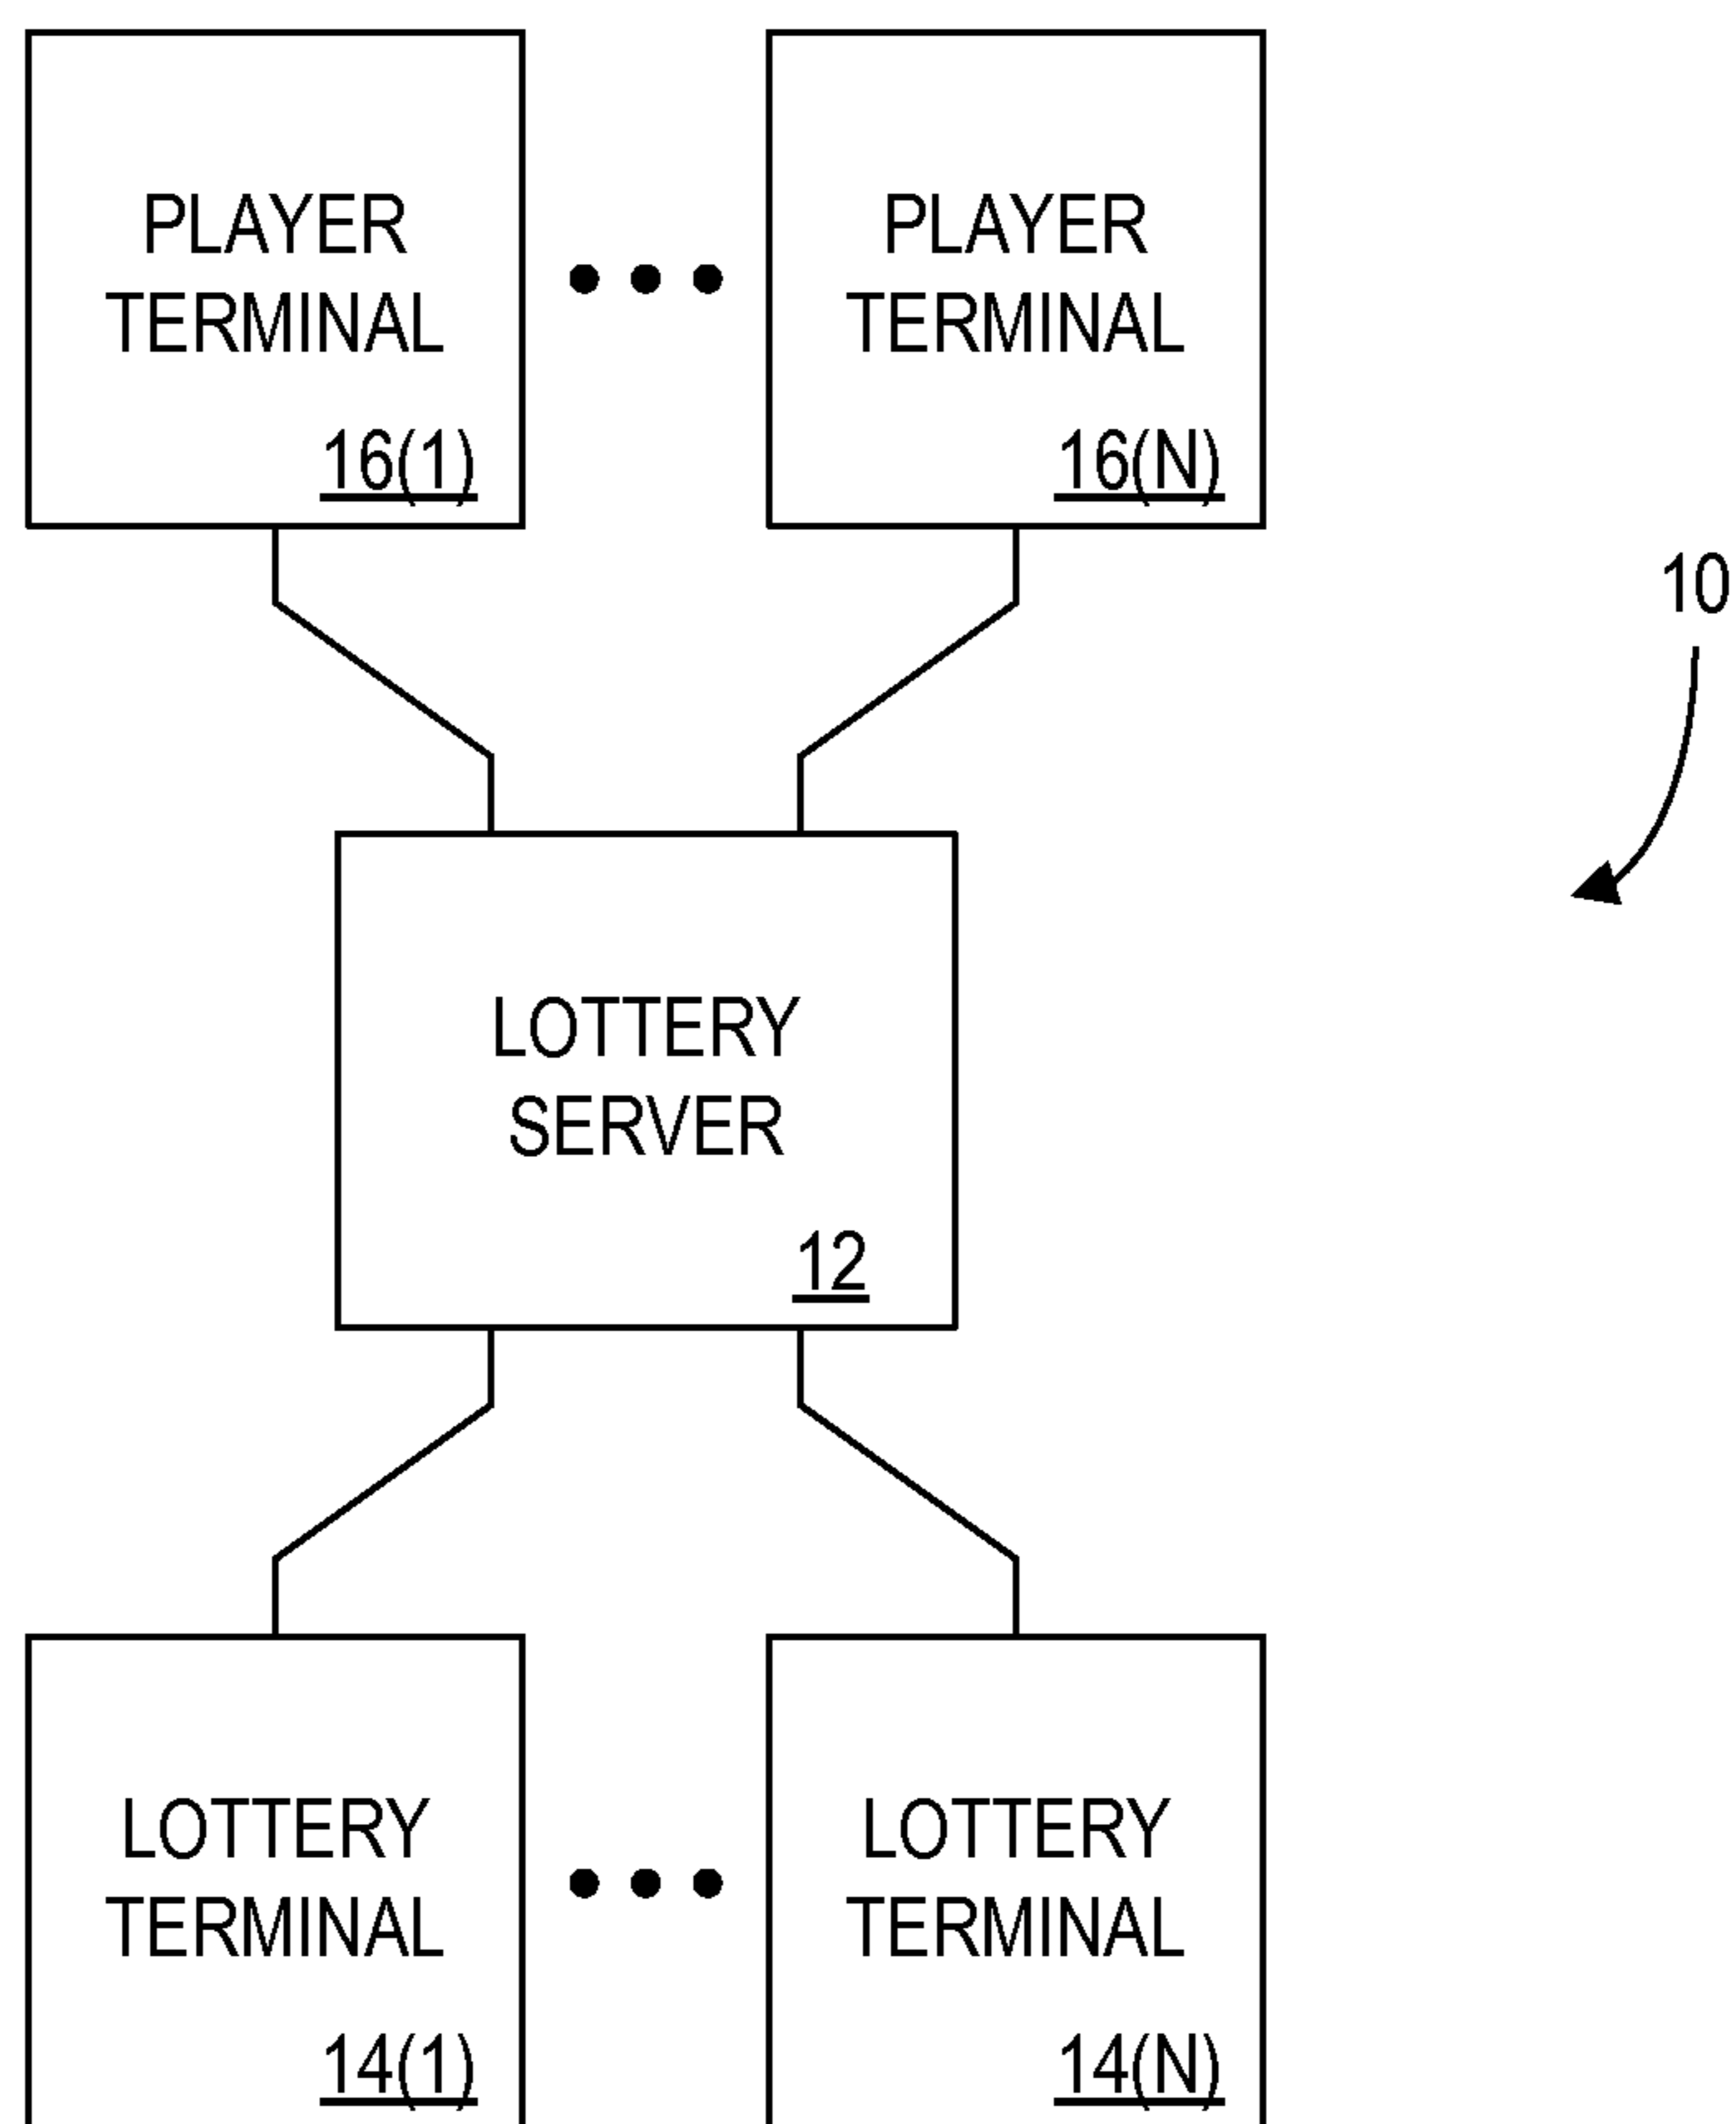 PLAYER
TERMINAL
16(1)
PLAYER
TERMINAL
16(N)
10
LOTTERY
SERVER
12
LOTTERY
TERMINAL
14(1)
LOTTERY
TERMINAL
14(N)